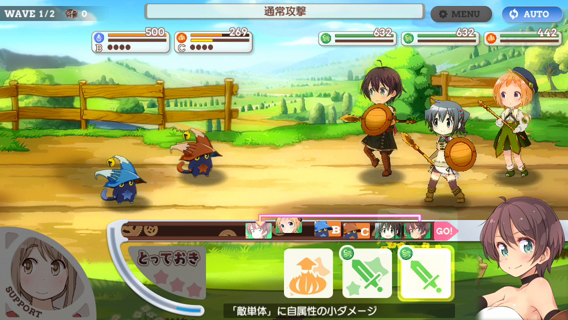 WAVE 1/2 0
通常攻撃
MENU
AUTO
500
B
269
C
632
632
442
B
C
GO!
とっておき
SUPPORT
「敵単体」に自属性の小ダメージ